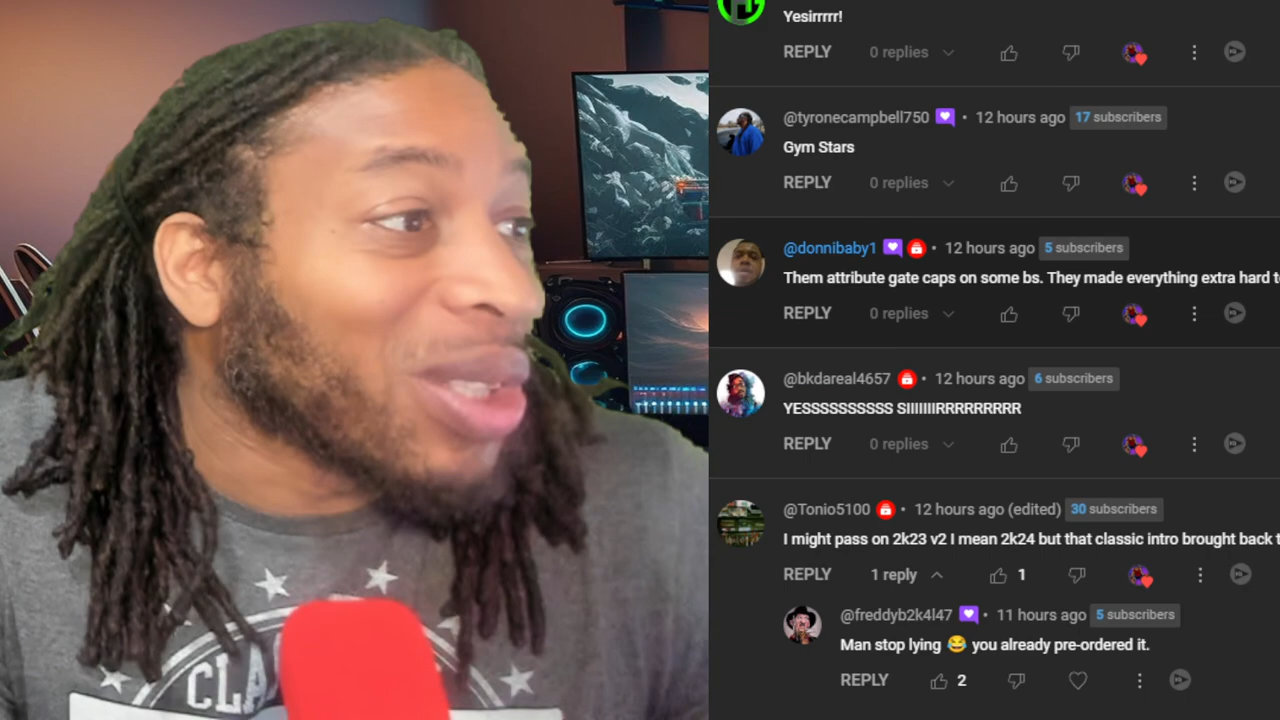 Yesirrrrr!
REPLY 0 replies
@tyronecampbell750 • 12 hours ago 17 subscribers
Gym Stars
REPLY 0 replies
@donnibaby1 • 12 hours ago 5 subscribers
Them attribute gate caps on some bs. They made everything extra hard t
REPLY 0 replies
@bkdareal4657 • 12 hours ago 6 subscribers
YESSSSSSSSSS SIIIIIIIRRRRRRRRR
REPLY 0 replies
@Tonio5100 • 12 hours ago (edited) 30 subscribers
I might pass on 2k23 v2 I mean 2k24 but that classic intro brought back t
REPLY 1 reply 1
@freddyb2k4l47 • 11 hours ago 5 subscribers
Man stop lying 😂 you already pre-ordered it.
REPLY 2
CLA